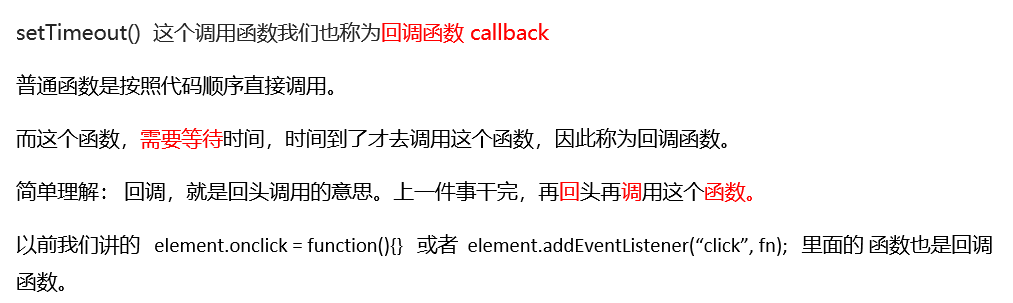 setTimeout() 这个调用函数我们也称为回调函数 callback
普通函数是按照代码顺序直接调用。
而这个函数，需要等待时间，时间到了才去调用这个函数，因此称为回调函数。
简单理解： 回调，就是回头调用的意思。上一件事干完，再回头再调用这个函数。
以前我们讲的 element.onclick = function(){} 或者 element.addEventListener(“click”, fn); 里面的 函数也是回调
函数。